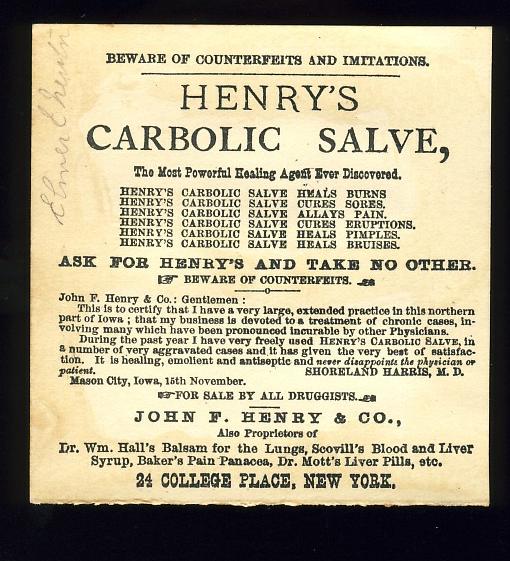 BEWARE OF COUNTERFEITS AND IMITATIONS.
HENRY'S
CARBOLIC SALVE,
The Most Powerful Healing Agent Ever Discovered.
HENRY'S CARBOLIC SALVE HEALS BURNS
HENRY'S CARBOLIC SALVE CURES SORES.
HENRY'S CARBOLIC SALVE ALLAYS PAIN.
HENRY'S CARBOLIC SALVE CURES ERUPTIONS.
HENRY'S CARBOLIC SALVE HEALS PIMPLES.
HENRY'S CARBOLIC SALVE HEALS BRUISES.
ASK FOR HENRY'S AND TAKE NO OTHER.
☞ BEWARE OF COUNTERFEITS. ☜
John F. Henry & Co.: Gentlemen:
This is to certify that I have a very large, extended practice in this northern
part of Iowa; that my business is devoted to a treatment of chronic cases, in-
volving many which have been pronounced incurable by other Physicians.
During the past year I have very freely used HENRY'S CARBOLIC SALVE, in
a number of very aggravated cases and it has given the very best of satisfac-
tion. It is healing, emolient and antiseptic and never disappoints the physician or
patient. SHORELAND HARRIS, M. D.
Mason City, Iowa, 15th November.
☞FOR SALE BY ALL DRUGGISTS.☜
JOHN F. HENRY & CO.,
Also Proprietors of
Dr. Wm. Hall's Balsam for the Lungs, Scovill's Blood and Liver
Syrup, Baker's Pain Panacea, Dr. Mott's Liver Pills, etc.
24 COLLEGE PLACE, NEW YORK.
Elmer E